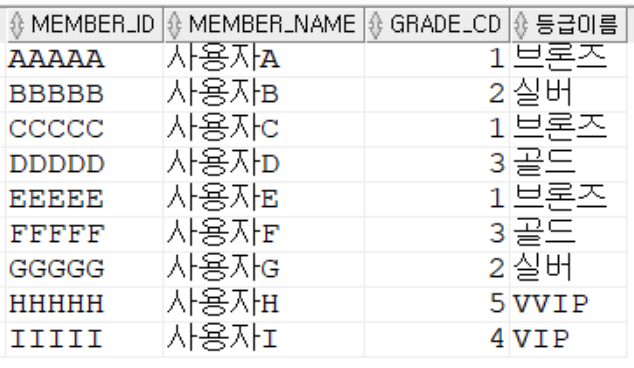 MEMBER_ID MEMBER_NAME GRADE_CD 등급이름
AAAAA 사용자A 1 브론즈
BBBBB 사용자B 2 실버
CCCCC 사용자C 1 브론즈
DDDDD 사용자D 3 골드
EEEEE 사용자E 1 브론즈
FFFFF 사용자F 3 골드
GGGGG 사용자G 2 실버
HHHHH 사용자H 5 VVIP
IIIII 사용자I 4 VIP